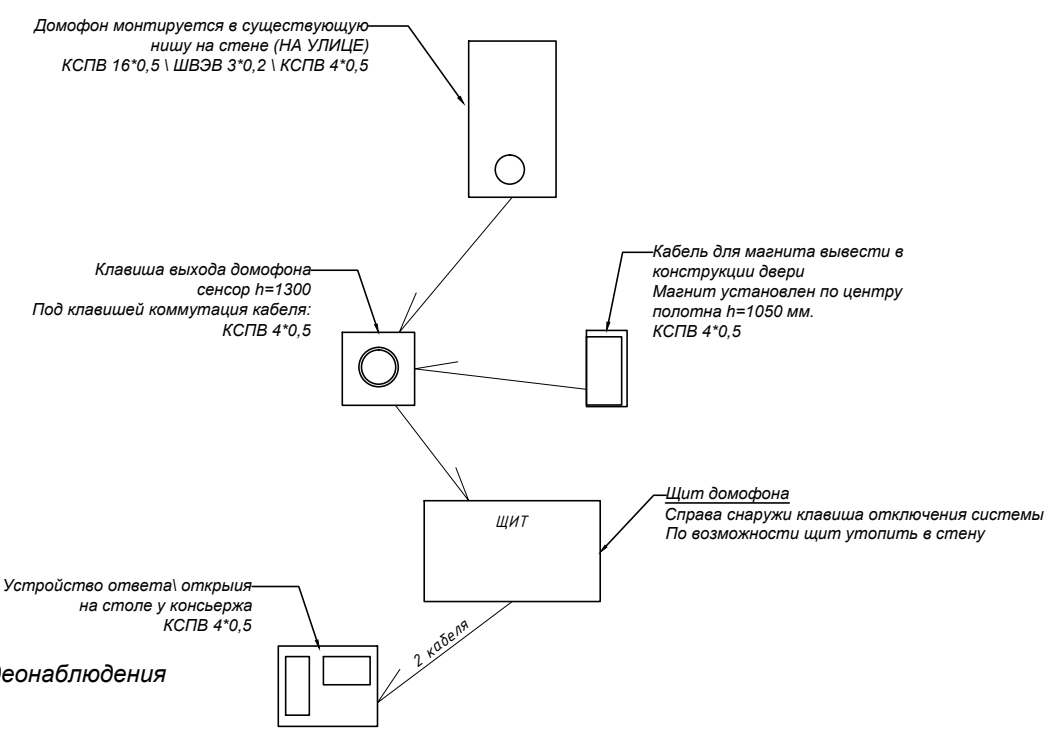 Домофон монтируется в существующую
нишу на стене (НА УЛИЦЕ)
КСПВ 16*0,5 \ ШВЭВ 3*0,2 \ КСПВ 4*0,5
Клавиша выхода домофона
сенсор h=1300
Под клавишей коммутация кабеля:
КСПВ 4*0,5
Кабель для магнита вывести в
конструкции двери
Магнит установлен по центру
полотна h=1050 мм.
КСПВ 4*0,5
ЩИТ
Щит домофона
Справа снаружи клавиша отключения системы
По возможности щит утопить в стену
Устройство ответа\ открыия
на столе у консьержа
КСПВ 4*0,5
2 кабеля
деонаблюдения